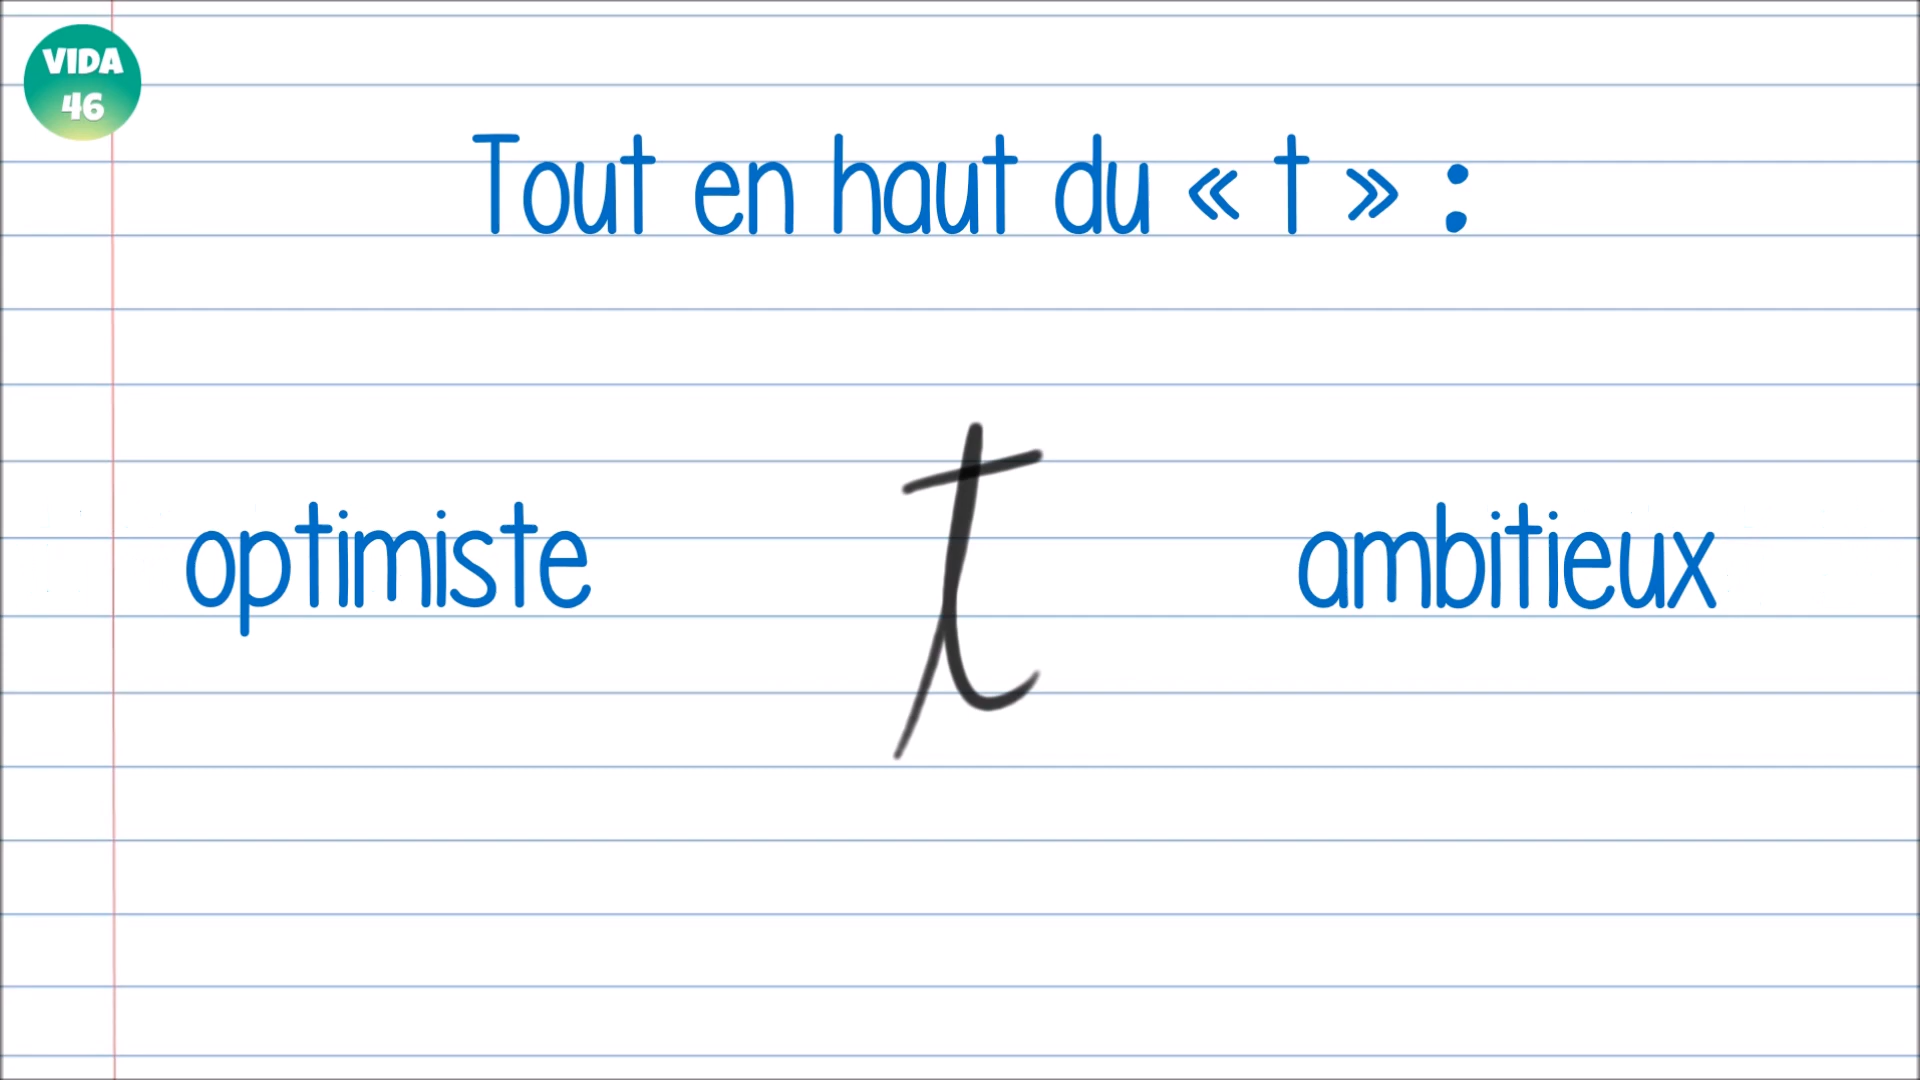 VIDA
46
Tout en haut du « t » :
optimiste
t
ambitieux